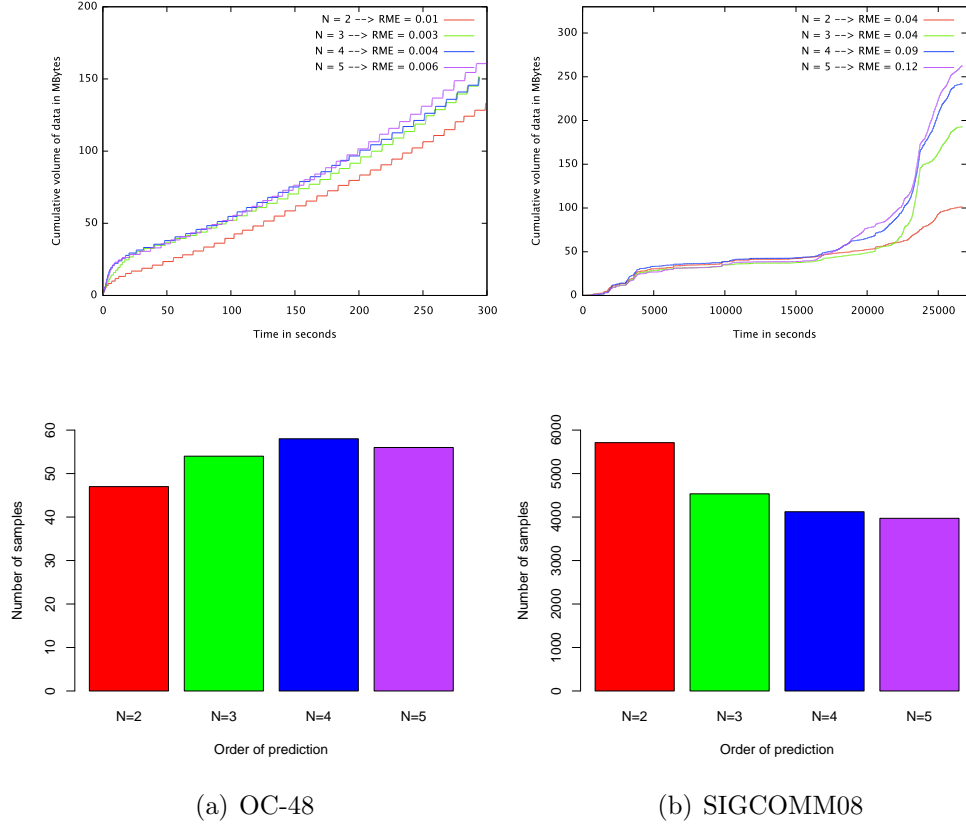 N = 2 --> RME = 0.01
N = 3 --> RME = 0.003
N = 4 --> RME = 0.004
N = 5 --> RME = 0.006
Cumulative volume of data in MBytes
200
150
100
50
0
0 50 100 150 200 250 300
Time in seconds
N = 2 --> RME = 0.04
N = 3 --> RME = 0.04
N = 4 --> RME = 0.09
N = 5 --> RME = 0.12
Cumulative volume of data in MBytes
300
250
200
150
100
50
0
0 5000 10000 15000 20000 25000
Time in seconds
Number of samples
60
50
40
30
20
10
0
N=2 N=3 N=4 N=5
Order of prediction
Number of samples
6000
5000
4000
3000
2000
1000
0
N=2 N=3 N=4 N=5
Order of prediction
(a) OC-48
(b) SIGCOMM08